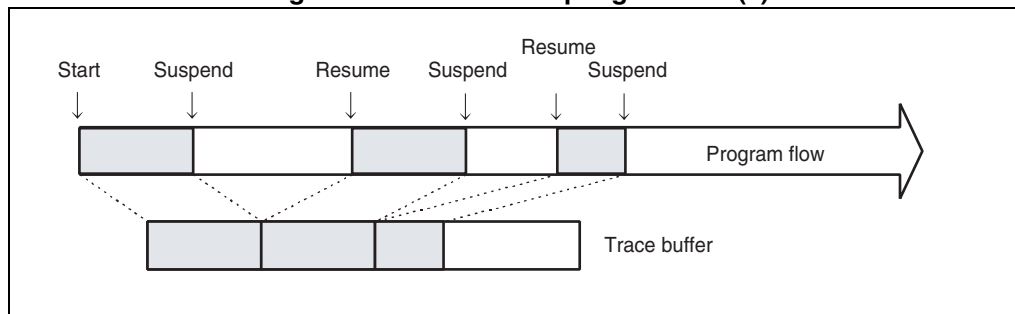 Resume
Start Suspend Resume Suspend Suspend
Program flow
Trace buffer